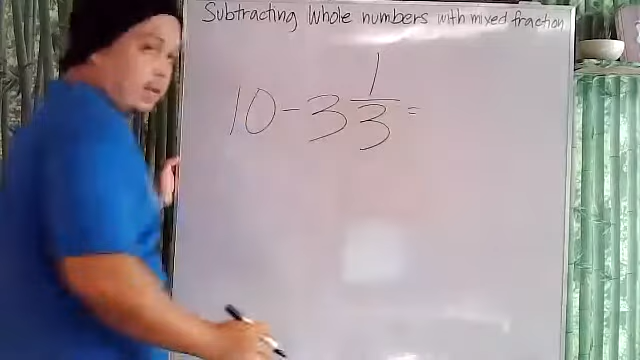 Subtracting Whole numbers with mixed fraction
10 - 3 1/3 =